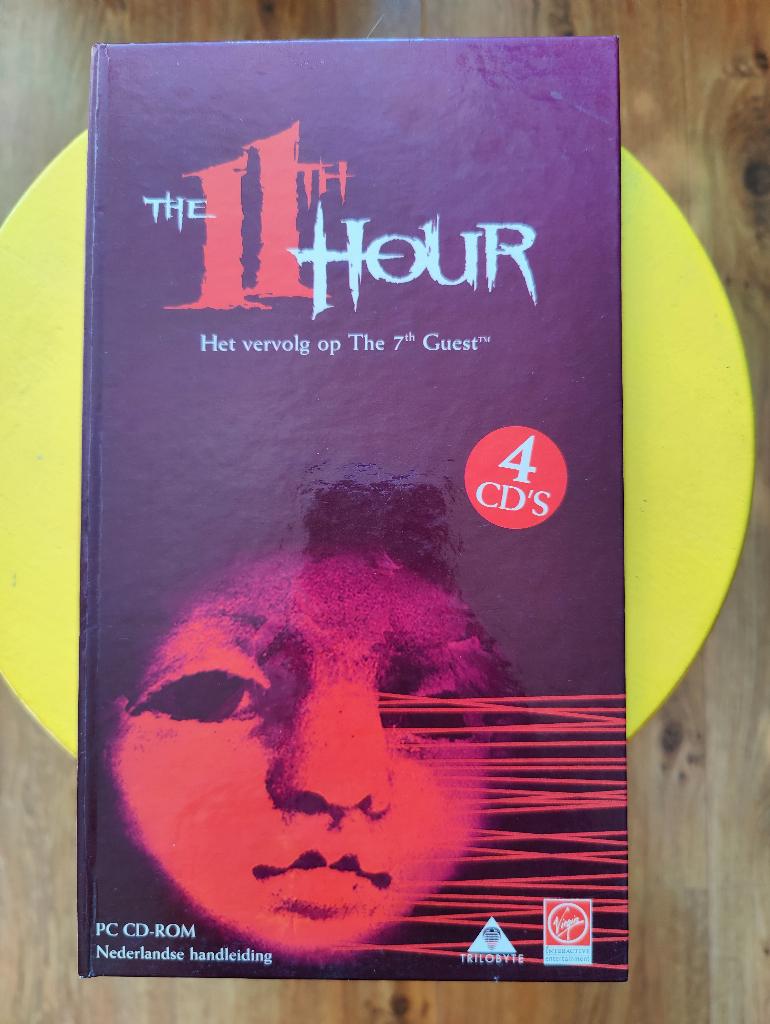 THE 11TH HOUR
Het vervolg op The 7th Guest™
4
CD'S
PC CD-ROM
Nederlandse handleiding
TRILOBYTE
Virgin
INTERACTIVE
entertainment